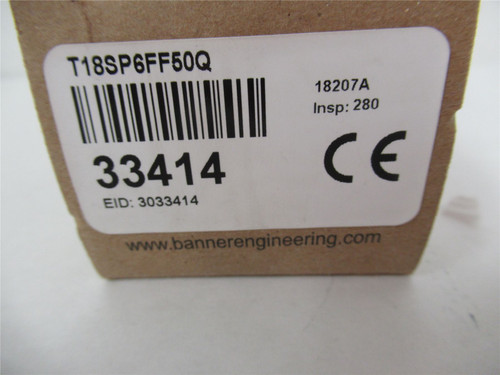 T18SP6FF50Q
18207A
Insp: 280
33414
CE
EID: 3033414
www.bannerengineering.com